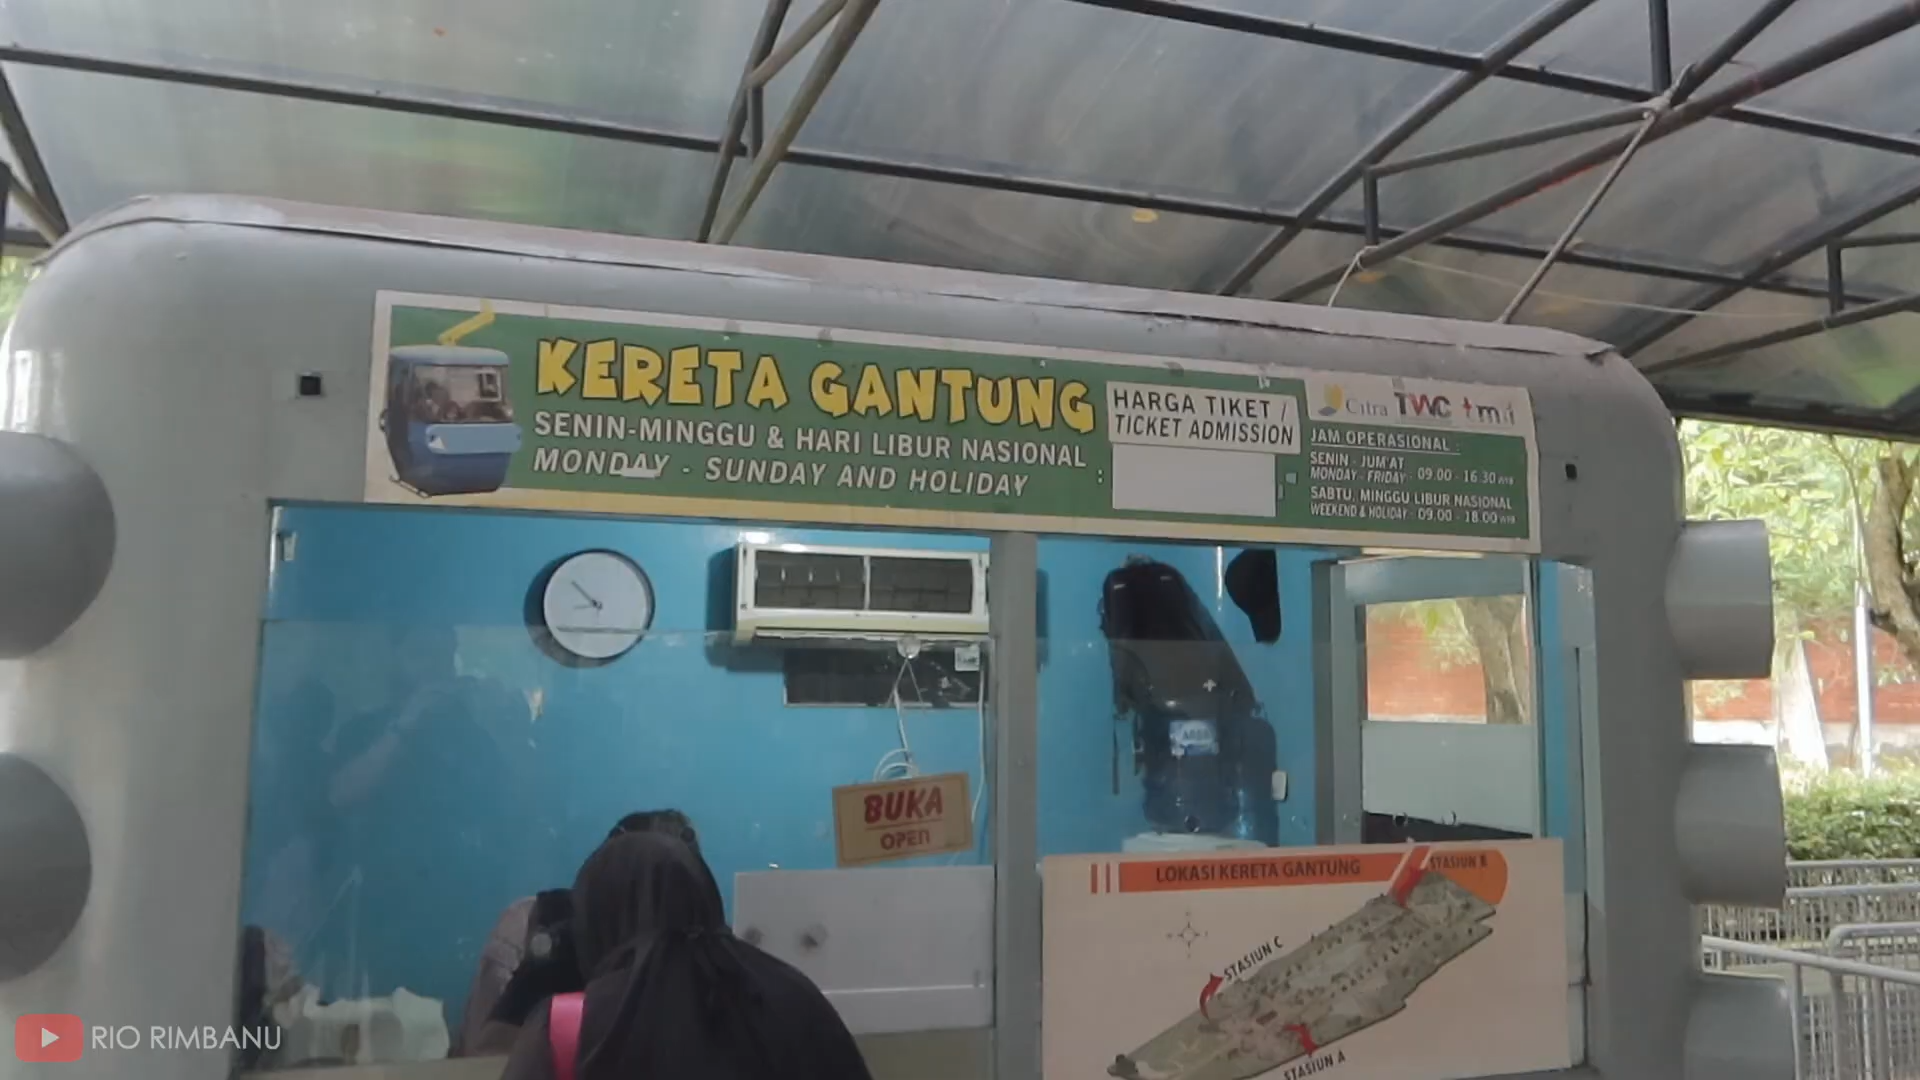 KERETA GANTUNG
SENIN-MINGGU & HARI LIBUR NASIONAL
MONDAY - SUNDAY AND HOLIDAY
:
HARGA TIKET /
TICKET ADMISSION
Citra TWC tmii
JAM OPERASIONAL :
SENIN - JUM'AT
MONDAY - FRIDAY - 09.00 - 16.30 WIB
SABTU, MINGGU LIBUR NASIONAL
WEEKEND & HOLIDAY - 09.00 - 18.00 WIB
BUKA
OPEN
LOKASI KERETA GANTUNG
STASIUN B
STASIUN C
STASIUN A
RIO RIMBANU